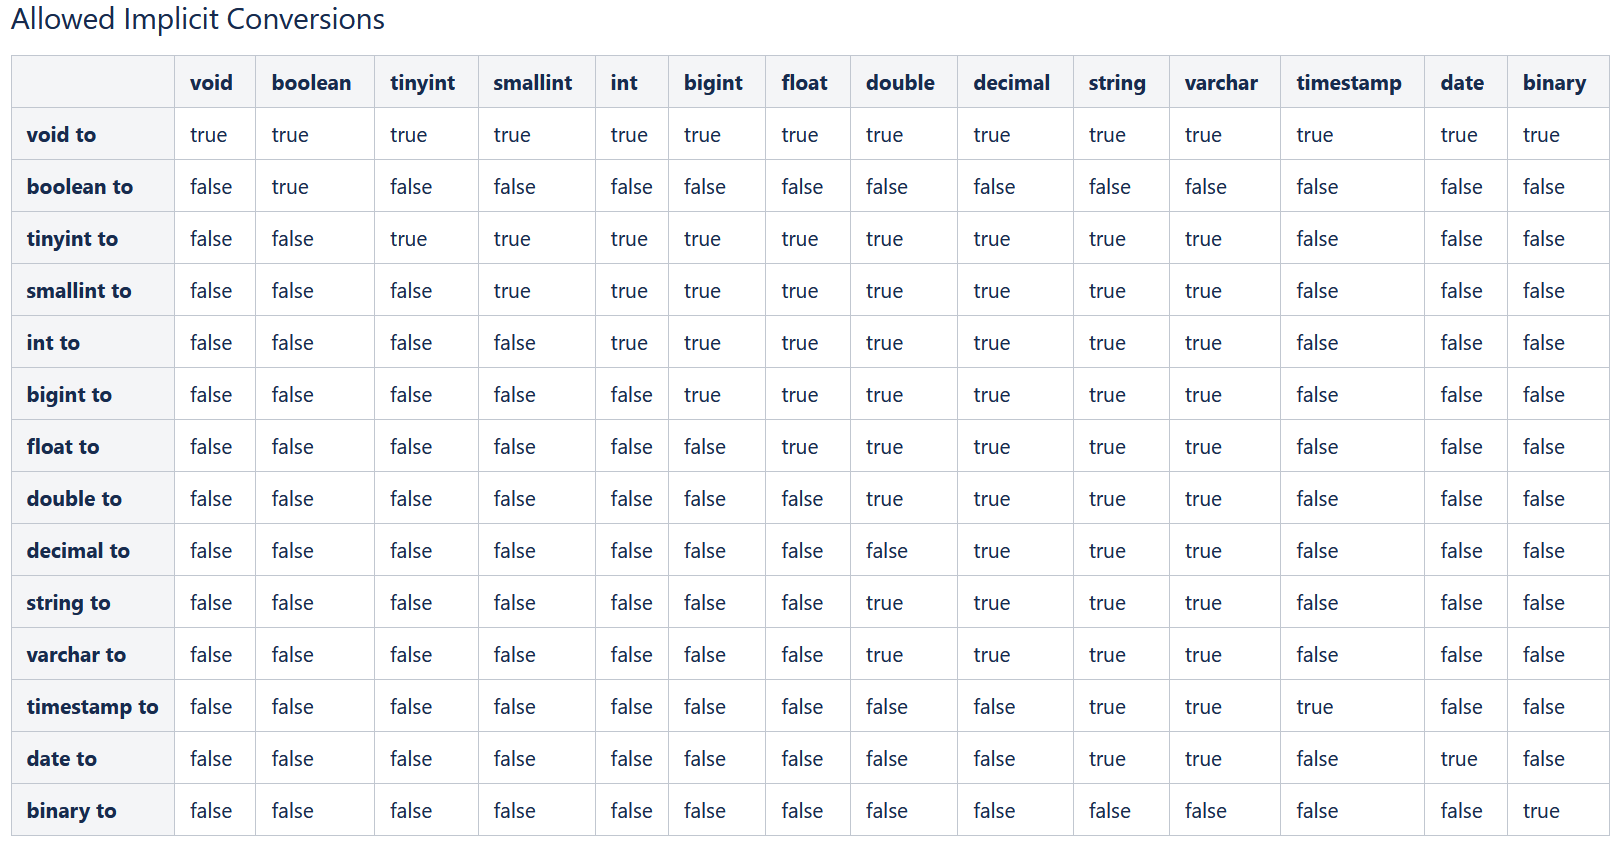 Allowed Implicit Conversions
void boolean tinyint smallint int bigint float double decimal string varchar timestamp date binary
void to true true true true true true true true true true true true true true
boolean to false true false false false false false false false false false false false false
tinyint to false false true true true true true true true true true false false false
smallint to false false false true true true true true true true true false false false
int to false false false false true true true true true true true false false false
bigint to false false false false false true true true true true true false false false
float to false false false false false false true true true true true false false false
double to false false false false false false false true true true true false false false
decimal to false false false false false false false false true true true false false false
string to false false false false false false false true true true true false false false
varchar to false false false false false false false true true true true false false false
timestamp to false false false false false false false false false true true true false false
date to false false false false false false false false false true true false true false
binary to false false false false false false false false false false false false false true